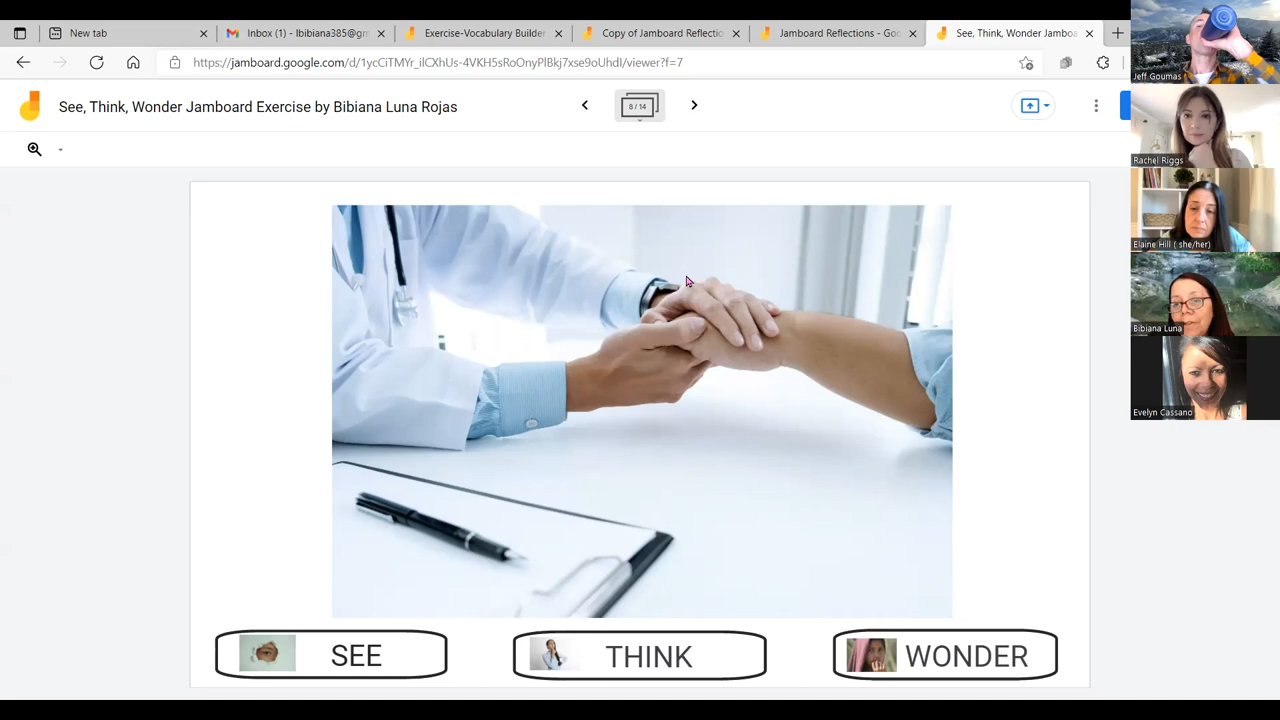 New tab
Inbox (1) - lbibiana385@gm
Exercise-Vocabulary Builder
Copy of Jamboard Reflectio
Jamboard Reflections - Goo
See, Think, Wonder Jamboa
https://jamboard.google.com/d/1ycCiTMYr_ilCXhUS-4VKH5sRoOnyPlBkj7xse9oUhdI/viewer?f=7
See, Think, Wonder Jamboard Exercise by Bibiana Luna Rojas
8 / 14
SEE
THINK
WONDER
Jeff Goumas
Rachel Riggs
Elaine Hill ( she/her)
Bibiana Luna
Evelyn Cassano